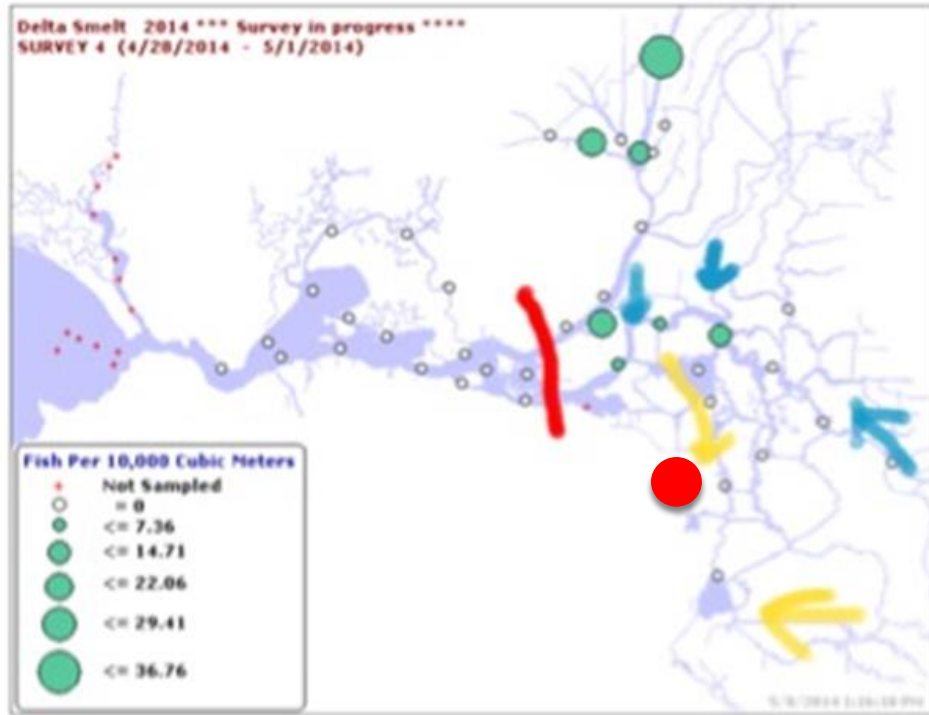 Delta Smelt 2014 *** Survey in progress ****
SURVEY 4 (4/28/2014 - 5/1/2014)
Fish Per 10,000 Cubic Meters
Not Sampled
= 0
<= 7.36
<= 14.71
<= 22.06
<= 29.41
<= 36.76